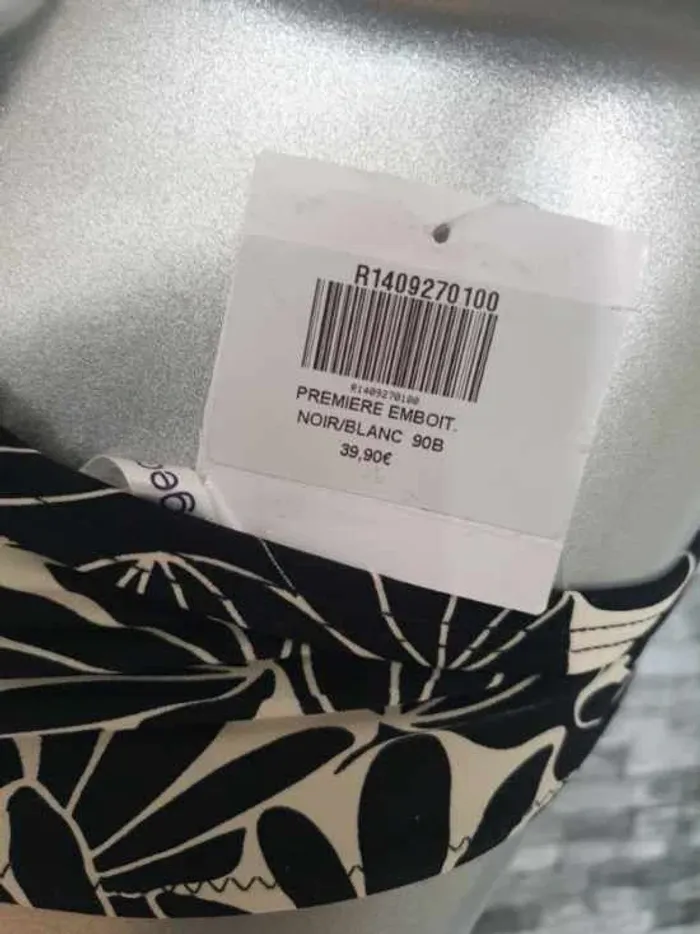 R1409270100
R1409270100
PREMIERE EMBOIT.
NOIR/BLANC 90B
39,90€